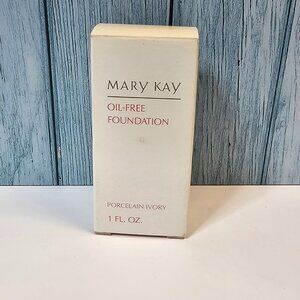 MARY KAY
OIL-FREE
FOUNDATION
PORCELAIN IVORY
1 FL. OZ.